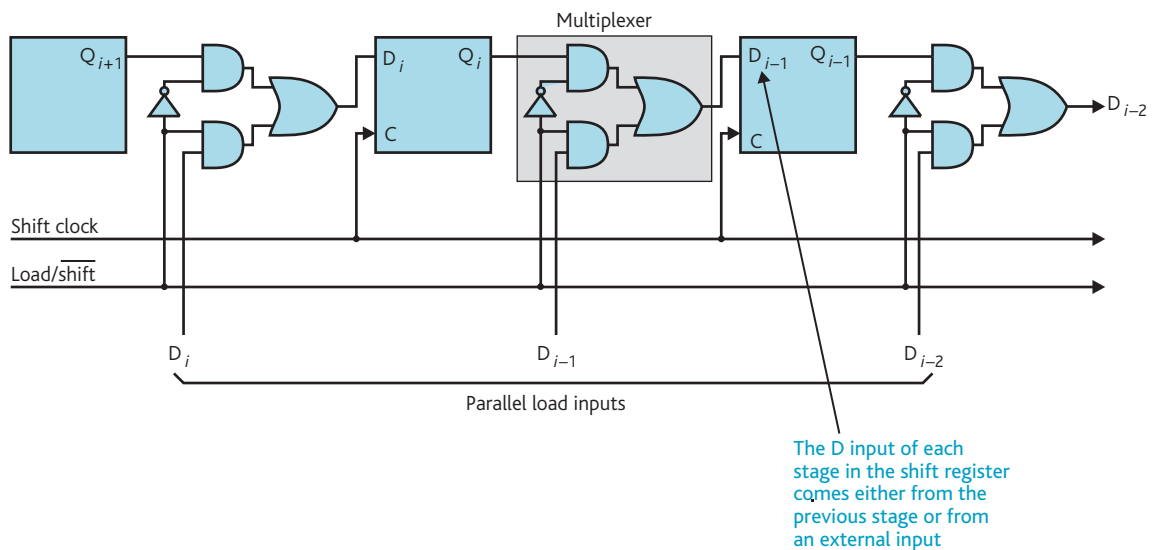 Multiplexer
Q i+1
D i
Q i
D i–1
Q i–1
D i–2
C
C
Shift clock
Load/s̅h̅i̅f̅t̅
D i
D i–1
D i–2
Parallel load inputs
The D input of each
stage in the shift register
comes either from the
previous stage or from
an external input